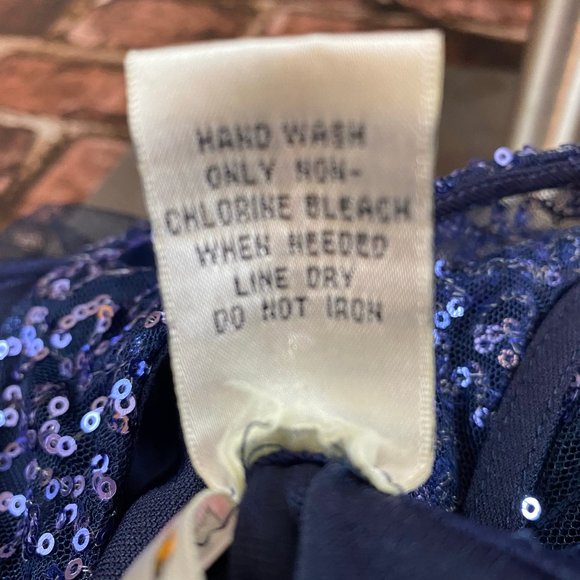 HAND WASH
ONLY NON-
CHLORINE BLEACH
WHEN NEEDED
LINE DRY
DO NOT IRON